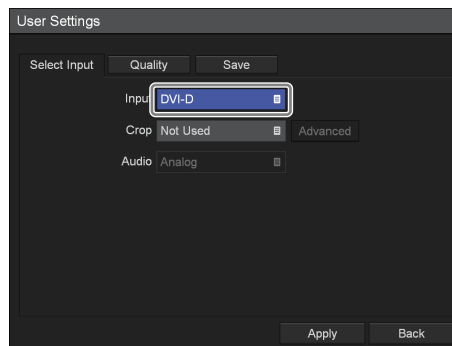 User Settings
Select Input Quality Save
Input DVI-D
Crop Not Used Advanced
Audio Analog
Apply Back